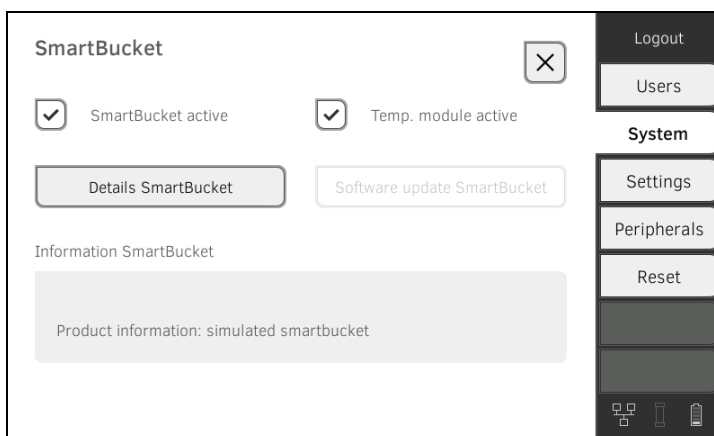 SmartBucket
SmartBucket active
Temp. module active
Details SmartBucket
Software update SmartBucket
Information SmartBucket
Product information: simulated smartbucket
Logout
Users
System
Settings
Peripherals
Reset